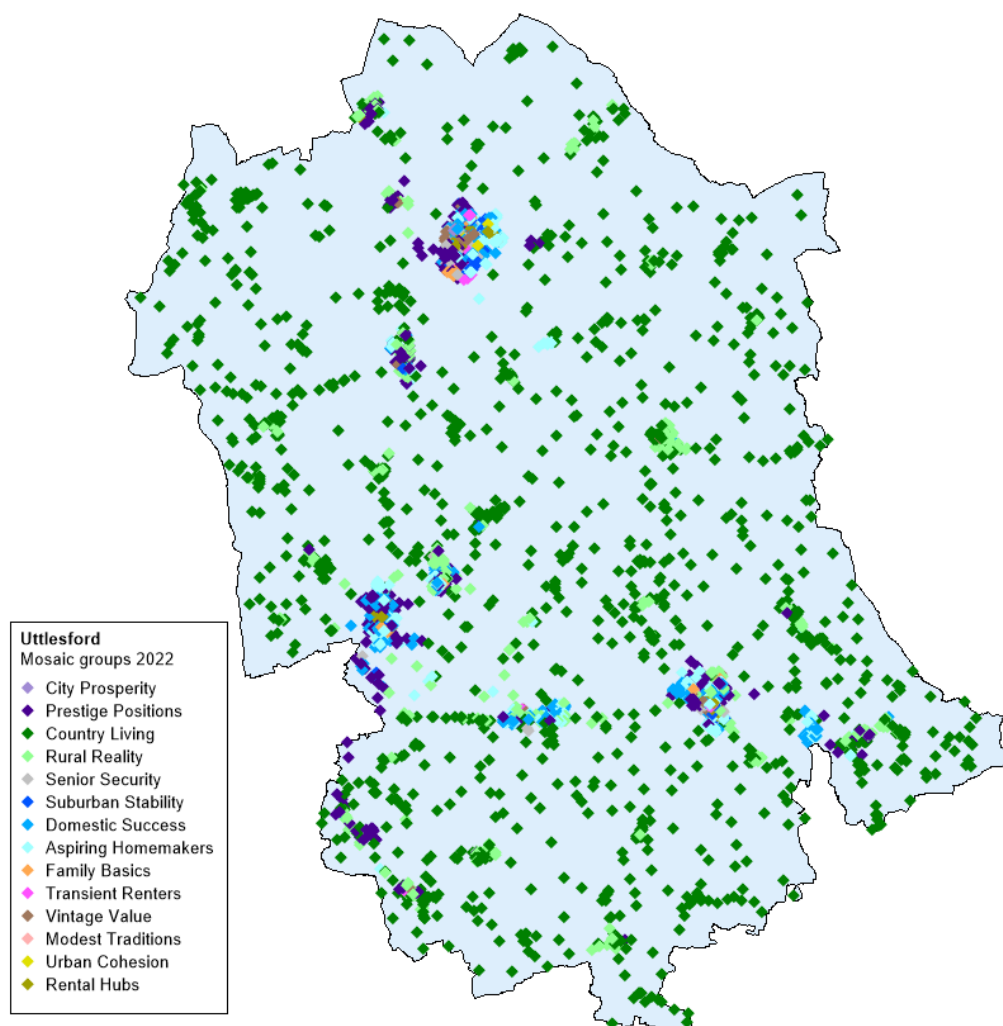 Uttlesford
Mosaic groups 2022
City Prosperity
Prestige Positions
Country Living
Rural Reality
Senior Security
Suburban Stability
Domestic Success
Aspiring Homemakers
Family Basics
Transient Renters
Vintage Value
Modest Traditions
Urban Cohesion
Rental Hubs